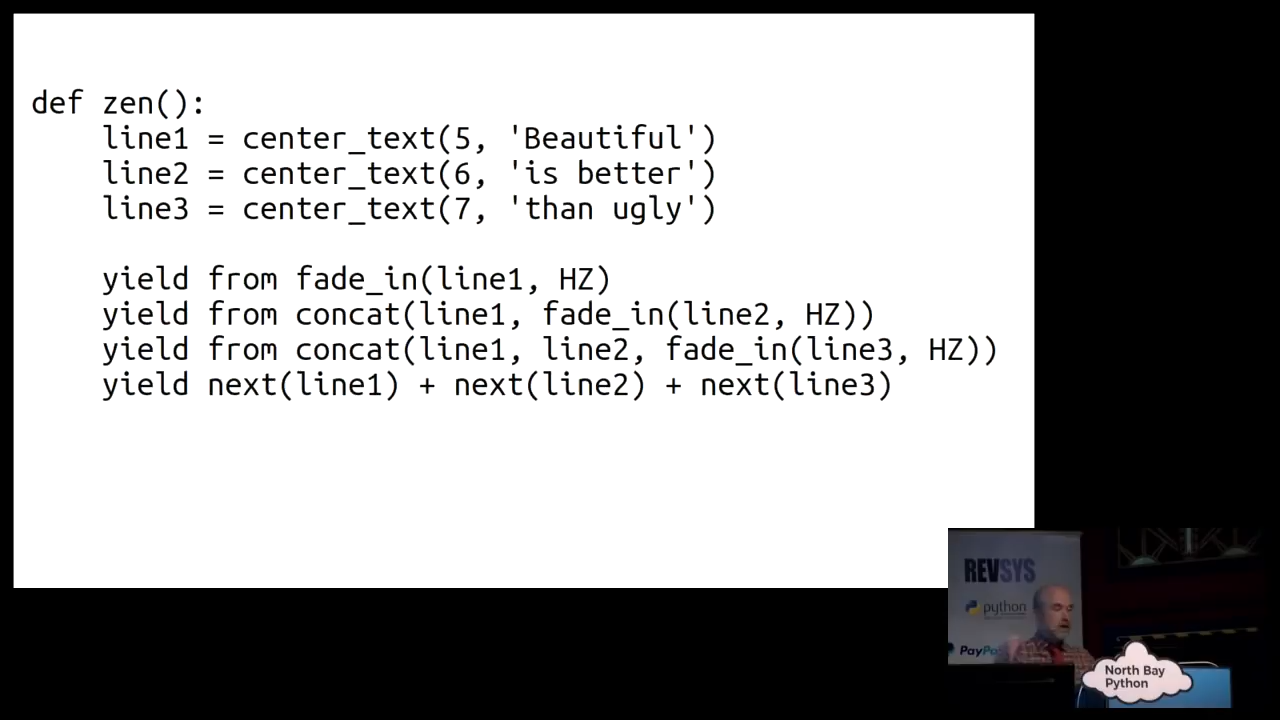 def zen():
    line1 = center_text(5, 'Beautiful')
    line2 = center_text(6, 'is better')
    line3 = center_text(7, 'than ugly')
    yield from fade_in(line1, HZ)
    yield from concat(line1, fade_in(line2, HZ))
    yield from concat(line1, line2, fade_in(line3, HZ))
    yield next(line1) + next(line2) + next(line3)
REVSYS
python
PayPa
North Bay
Python